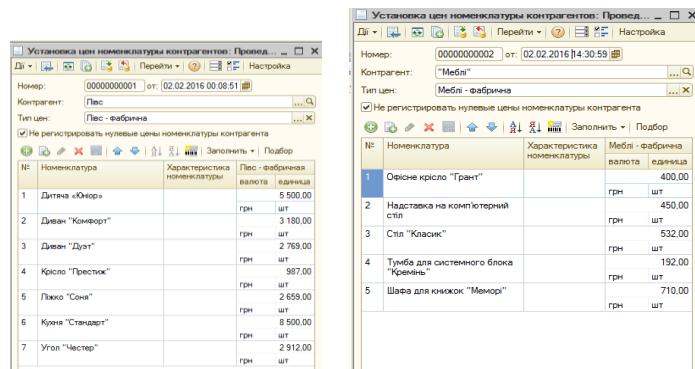 Установка цен номенклатуры контрагентов: Провед...
Дії Перейти Настройка
Номер: 00000000001 от: 02.02.2016 00:08:51
Контрагент: Півс
Тип цен: Півс - фабрична
Не регистрировать нулевые цены номенклатуры контрагента
Заполнить Подбор
№ Номенклатура Характеристика номенклатуры Півс - фабричная
валюта единица
1 Дитяча «Юніор» 5 500,00
грн шт
2 Диван "Комфорт" 3 180,00
грн шт
3 Диван "Дуэт" 2 769,00
грн шт
4 Крісло "Престиж" 987,00
грн шт
5 Ліжко "Соня" 2 659,00
грн шт
6 Кухня "Стандарт" 8 500,00
грн шт
7 Угол "Честер" 2 912,00
грн шт
Установка цен номенклатуры контрагентов: Провед...
Дії Перейти Настройка
Номер: 00000000002 от: 02.02.2016 14:30:59
Контрагент: "Меблі"
Тип цен: Меблі - фабрична
Не регистрировать нулевые цены номенклатуры контрагента
Заполнить Подбор
№ Номенклатура Характеристика Меблі - фабрична
номенклатуры валюта единица
1 Офісне крісло "Грант" 400,00
грн шт
2 Надставка на комп'ютерний 450,00
стіл грн шт
3 Стіл "Класик" 532,00
грн шт
4 Тумба для системного блока 192,00
"Кремінь" грн шт
5 Шафа для книжок "Меморі" 710,00
грн шт